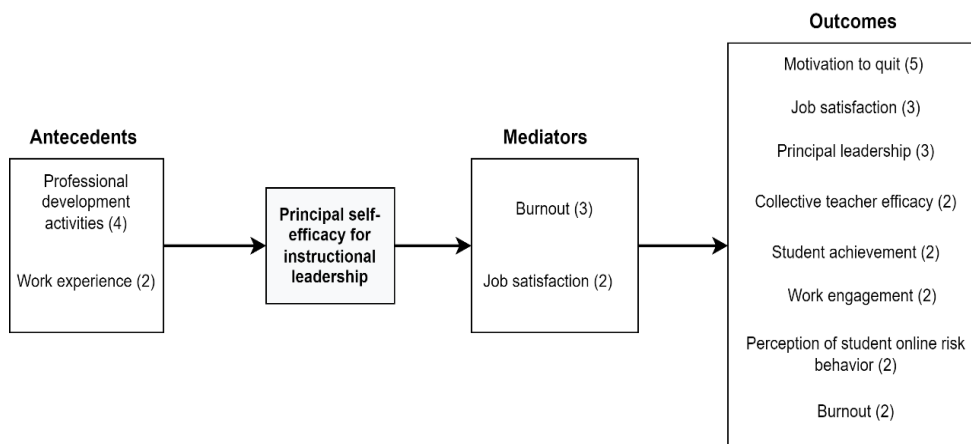 Antecedents
Professional
development
activities (4)
Work experience (2)
Principal self-
efficacy for
instructional
leadership
Mediators
Burnout (3)
Job satisfaction (2)
Outcomes
Motivation to quit (5)
Job satisfaction (3)
Principal leadership (3)
Collective teacher efficacy (2)
Student achievement (2)
Work engagement (2)
Perception of student online risk
behavior (2)
Burnout (2)